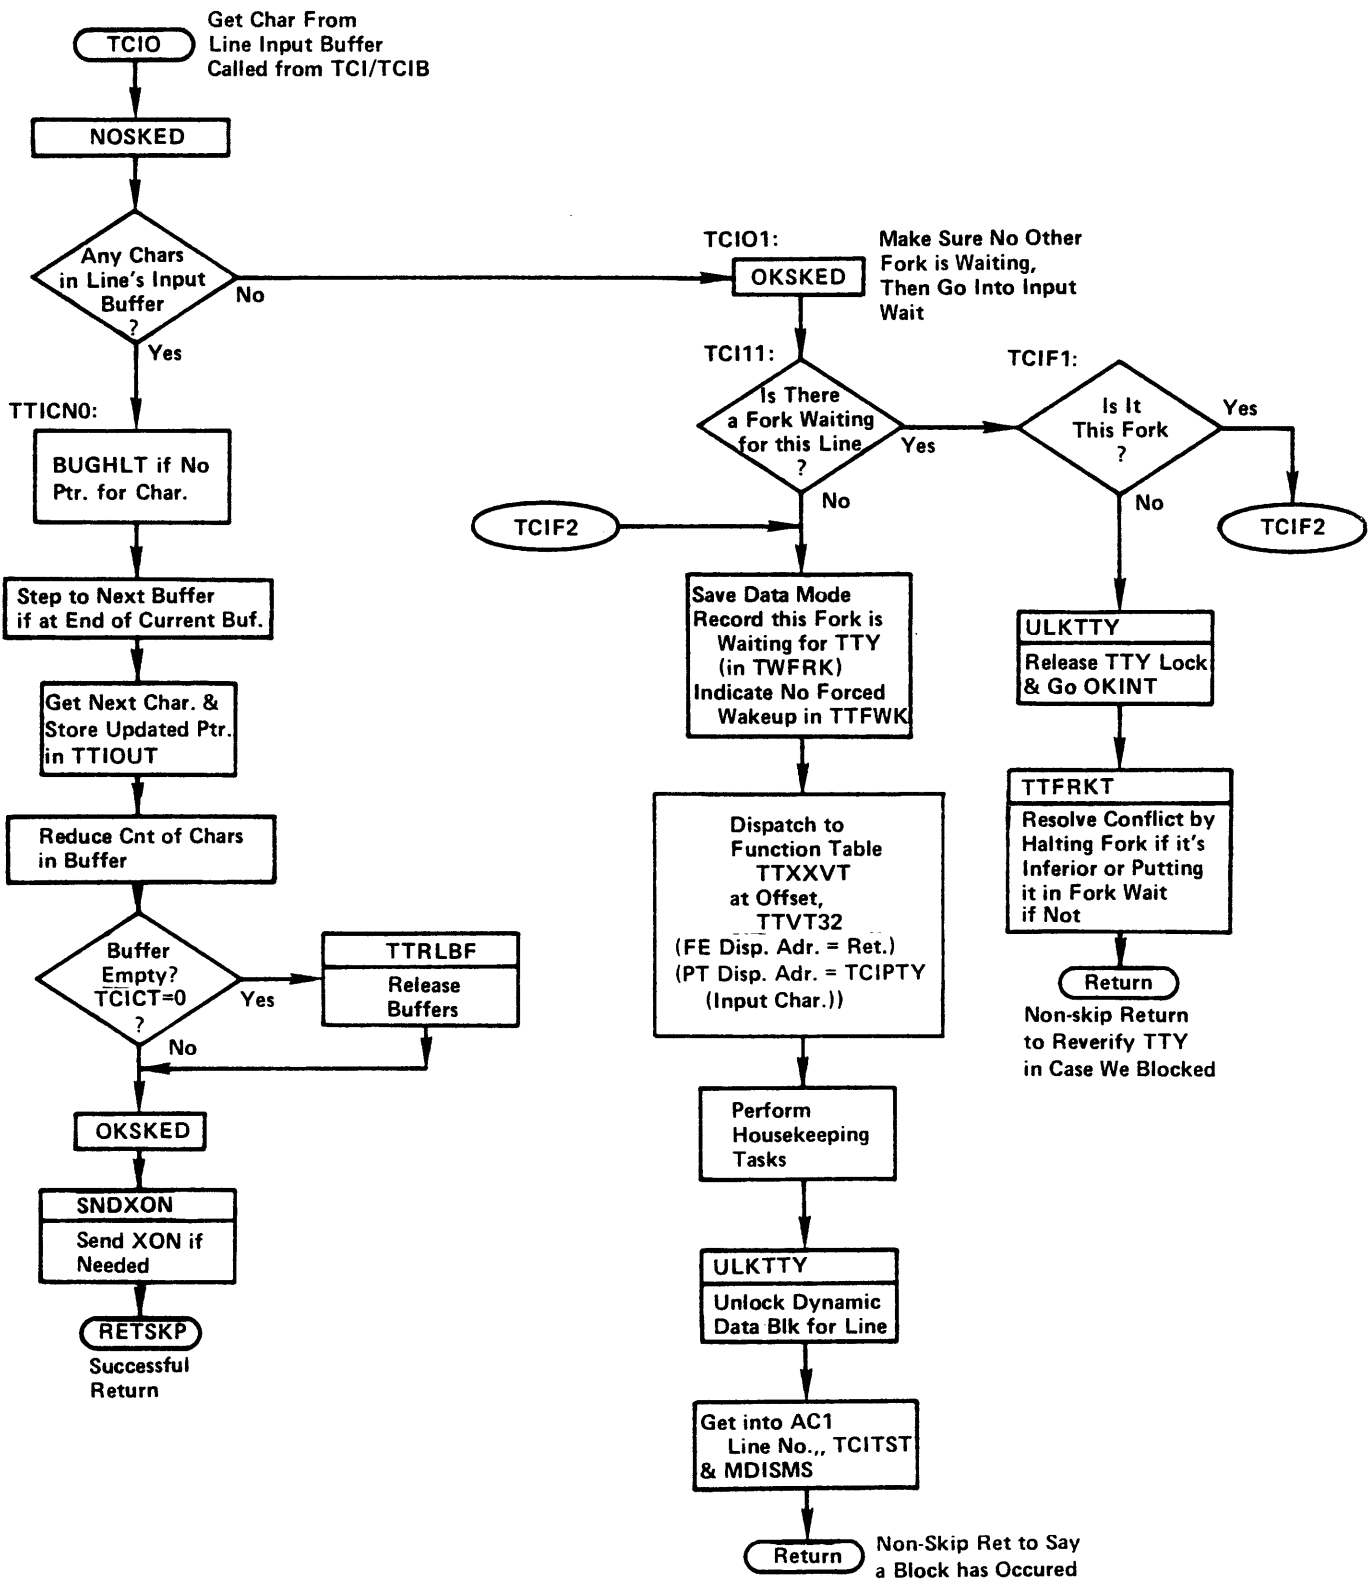 TCIO
Get Char From
Line Input Buffer
Called from TCI/TCIB
NOSKED
Any Chars
in Line's Input
Buffer
?
No
Yes
TTICN0:
BUGHLT if No
Ptr. for Char.
Step to Next Buffer
if at End of Current Buf.
Get Next Char. &
Store Updated Ptr.
in TTIOUT
Reduce Cnt of Chars
in Buffer
Buffer
Empty?
TCICT=0
?
Yes
No
TTRLBF
Release
Buffers
OKSKED
SNDXON
Send XON if
Needed
RETSKP
Successful
Return
TCIO1:
OKSKED
Make Sure No Other
Fork is Waiting,
Then Go Into Input
Wait
TCI11:
Is There
a Fork Waiting
for this Line
?
Yes
No
TCIF2
Save Data Mode
Record this Fork is
Waiting for TTY
(in TWFRK)
Indicate No Forced
Wakeup in TTFWK
Dispatch to
Function Table
TTXXVT
at Offset,
TTVT32
(FE Disp. Adr. = Ret.)
(PT Disp. Adr. = TCIPTY
(Input Char.))
Perform
Housekeeping
Tasks
ULKTTY
Unlock Dynamic
Data Blk for Line
Get into AC1
Line No.,, TCITST
& MDISMS
Return
Non-Skip Ret to Say
a Block has Occured
TCIF1:
Is It
This Fork
?
Yes
No
TCIF2
ULKTTY
Release TTY Lock
& Go OKINT
TTFRKT
Resolve Conflict by
Halting Fork if it's
Inferior or Putting
it in Fork Wait
if Not
Return
Non-skip Return
to Reverify TTY
in Case We Blocked